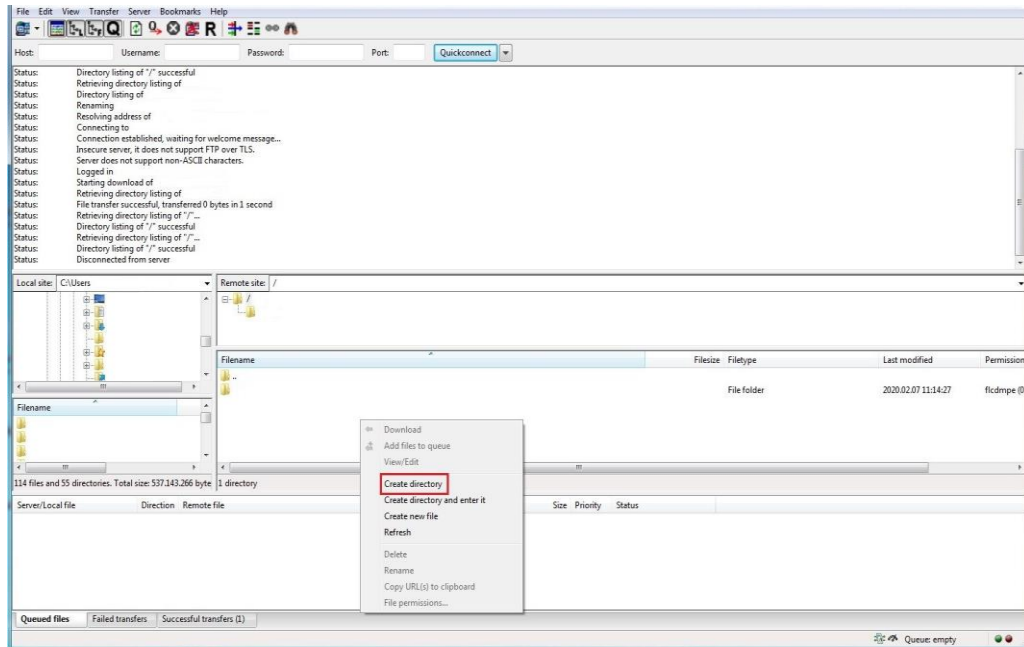 File Edit View Transfer Server Bookmarks Help
Host: Username: Password: Port: Quickconnect
Status: Directory listing of "/" successful
Status: Retrieving directory listing of
Status: Directory listing of
Status: Renaming
Status: Resolving address of
Status: Connecting to
Status: Connection established, waiting for welcome message...
Status: Insecure server, it does not support FTP over TLS.
Status: Server does not support non-ASCII characters.
Status: Logged in
Status: Starting download of
Status: Retrieving directory listing of
Status: File transfer successful, transferred 0 bytes in 1 second
Status: Retrieving directory listing of "/"...
Status: Directory listing of "/" successful
Status: Retrieving directory listing of "/"...
Status: Directory listing of "/" successful
Status: Disconnected from server
Local site: C:\Users
Remote site: /
/
Filename Filesize Filetype Last modified Permission
..
File folder 2020.02.07 11:14:27 flcdmpe (0
Filename
114 files and 55 directories. Total size: 537.143.266 byte
1 directory
Download
Add files to queue
View/Edit
Create directory
Create directory and enter it
Create new file
Refresh
Delete
Rename
Copy URL(s) to clipboard
File permissions...
Server/Local file Direction Remote file Size Priority Status
Queued files Failed transfers Successful transfers (1)
Queue: empty